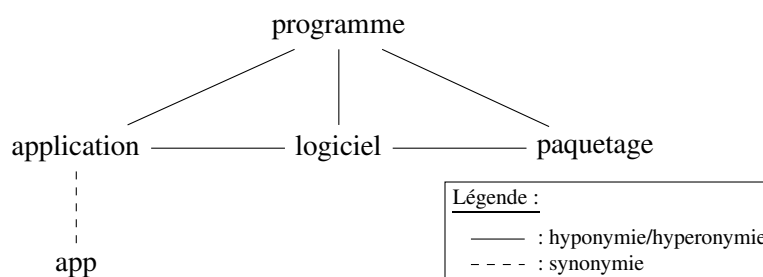 programme
application logiciel paquetage
app
Légende :
: hyponymie/hyperonymie
: synonymie